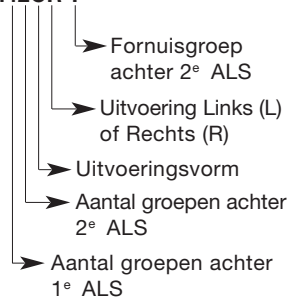 Fornuisgroep
achter 2e ALS
Uitvoering Links (L)
of Rechts (R)
Uitvoeringsvorm
Aantal groepen achter
2e ALS
Aantal groepen achter
1e ALS